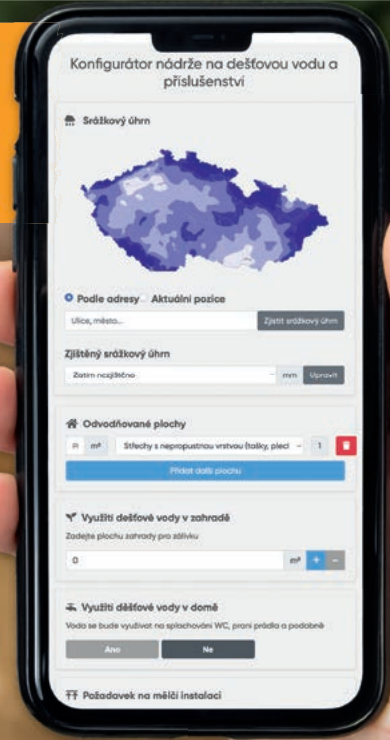 Konfigurátor nádrže na dešťovou vodu a
příslušenství
Srážkový úhrn
Podle adresy Aktuální pozice
Ulice, město... Zjistit srážkový úhrn
Zjištěný srážkový úhrn
Zatím nezjištěno mm Upravit
Odvodňované plochy
m² Střechy s nepropustnou vrstvou (tašky, plecl 1
Přidat další plochu
Využití dešťové vody v zahradě
Zadejte plochu zahrady pro zálivku
0 m² + -
Využití děšťové vody v domě
Voda se bude využívat na splachování WC, praní prádla a podobně
Ano Ne
Požadavek na mělčí instalaci